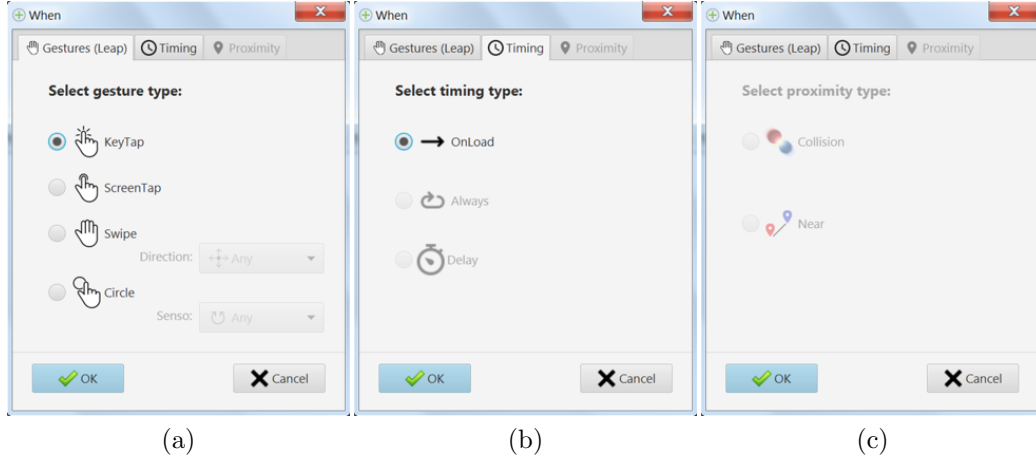 When
Gestures (Leap) Timing Proximity
Select gesture type:
KeyTap
ScreenTap
Swipe
Direction: Any
Circle
Senso: Any
OK Cancel
(a)
When
Gestures (Leap) Timing Proximity
Select timing type:
OnLoad
Always
Delay
OK Cancel
(b)
When
Gestures (Leap) Timing Proximity
Select proximity type:
Collision
Near
OK Cancel
(c)